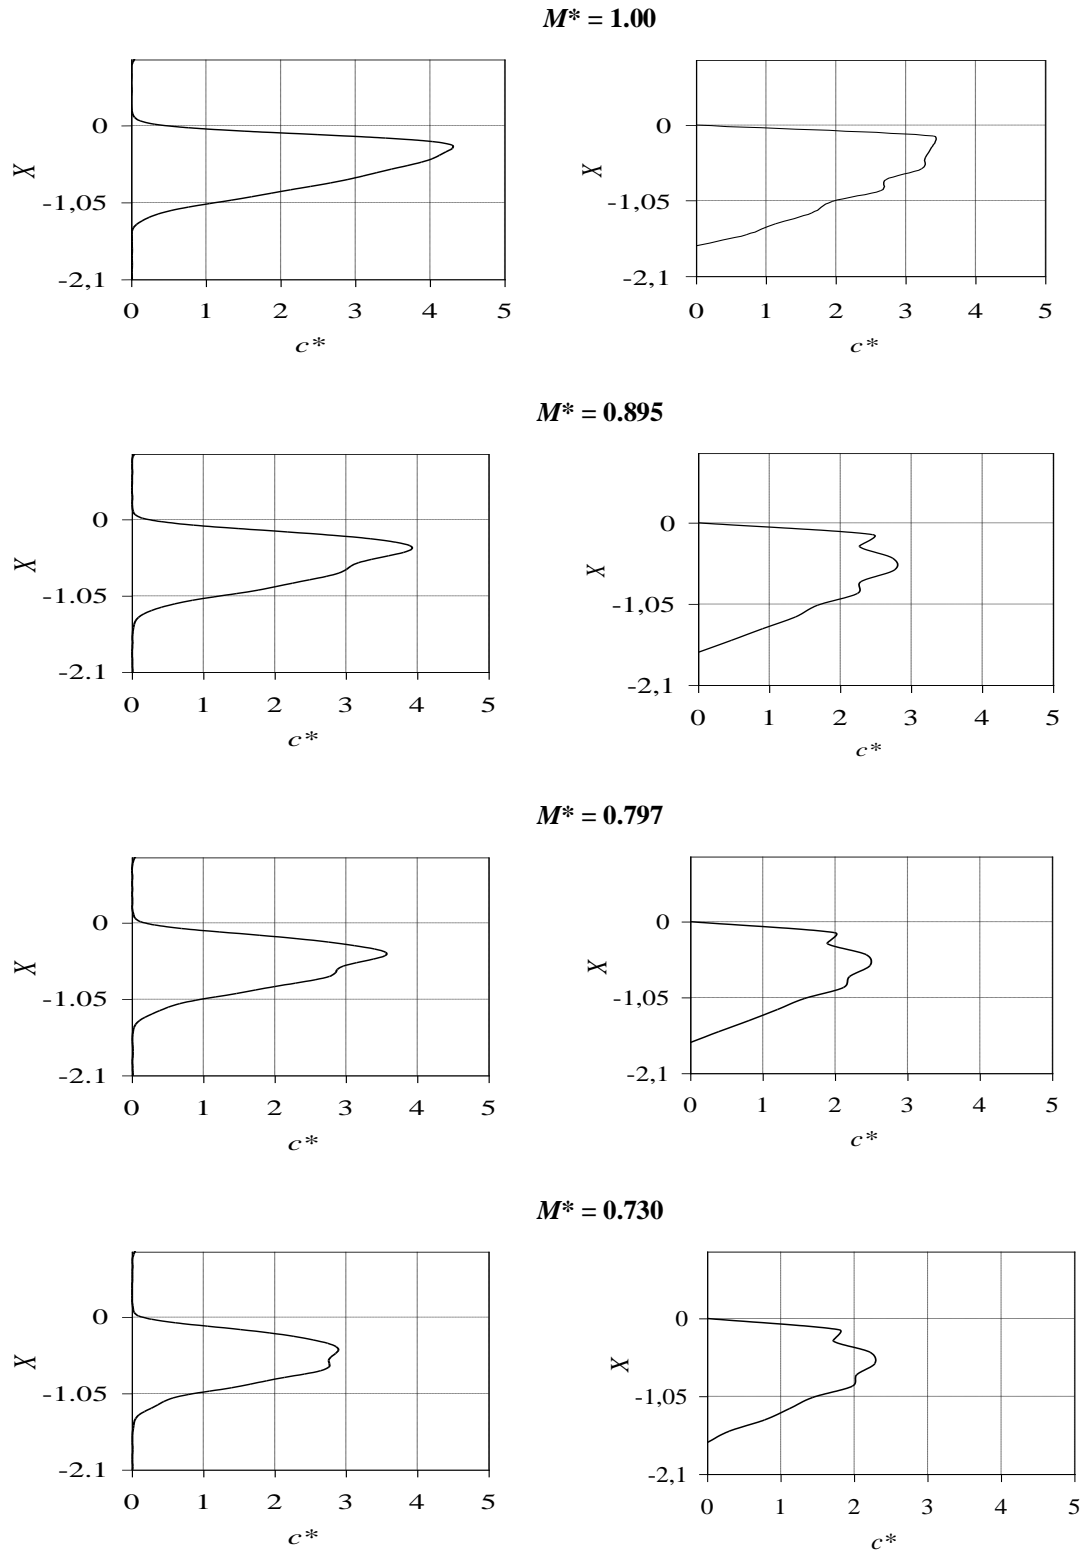 M* = 1.00
0
X
-1,05
-2,1
0 1 2 3 4 5
c*
0
X
-1,05
-2,1
0 1 2 3 4 5
c*
M* = 0.895
0
X
-1.05
-2.1
0 1 2 3 4 5
c*
0
X
-1,05
-2,1
0 1 2 3 4 5
c*
M* = 0.797
0
X
-1.05
-2.1
0 1 2 3 4 5
c*
0
X
-1,05
-2,1
0 1 2 3 4 5
c*
M* = 0.730
0
X
-1.05
-2.1
0 1 2 3 4 5
c*
0
X
-1,05
-2,1
0 1 2 3 4 5
c*